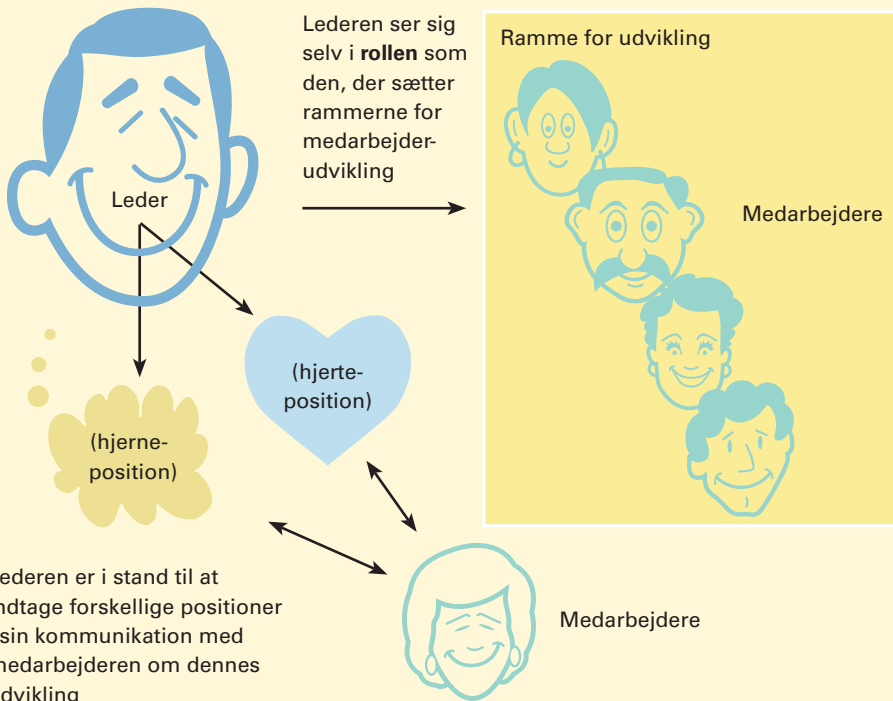 Lederen ser sig
selv i rollen som
den, der sætter
rammerne for
medarbejder-
udvikling
Ramme for udvikling
Medarbejdere
Leder
(hjerte-
position)
(hjerne-
position)
ederen er i stand til at
ndtage forskellige positioner
sin kommunikation med
nedarbejderen om dennes
dvikling
Medarbejdere